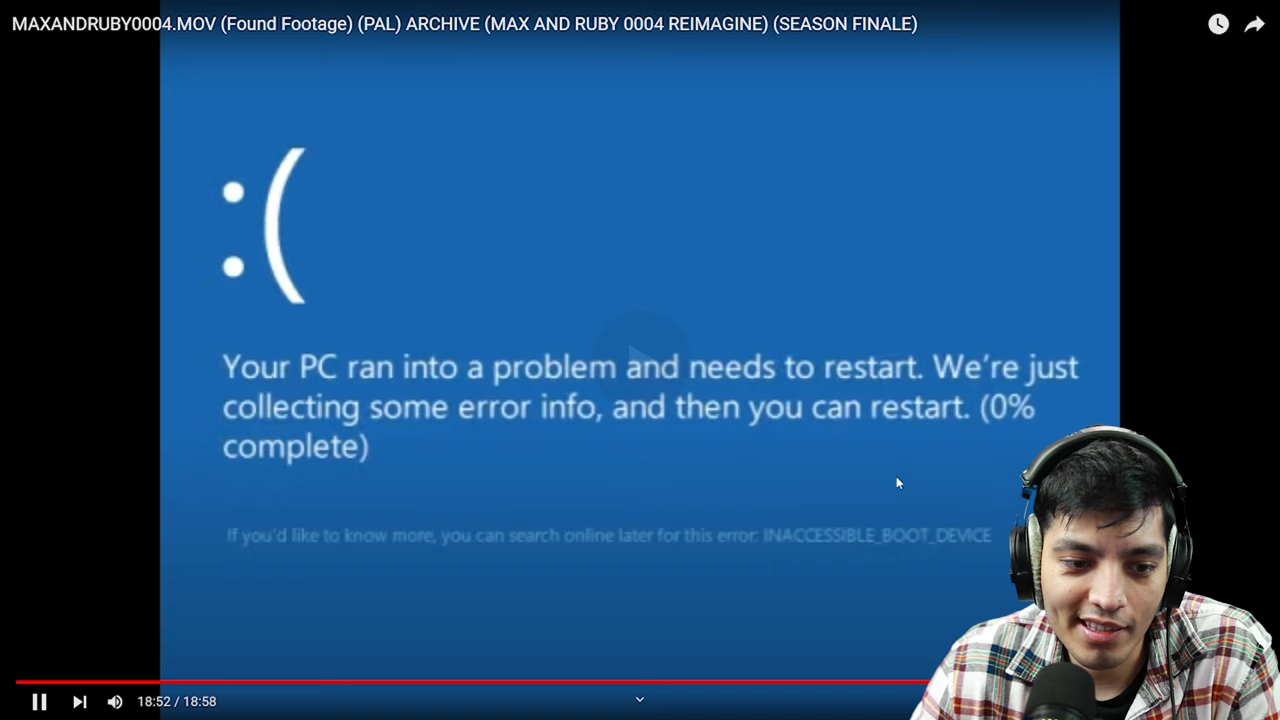 MAXANDRUBY0004.MOV (Found Footage) (PAL) ARCHIVE (MAX AND RUBY 0004 REIMAGINE) (SEASON FINALE)
:(
Your PC ran into a problem and needs to restart. We're just
collecting some error info, and then you can restart. (0%
complete)
If you'd like to know more, you can search online later for this error: INACCESSIBLE_BOOT_DEVICE
18:52 / 18:58